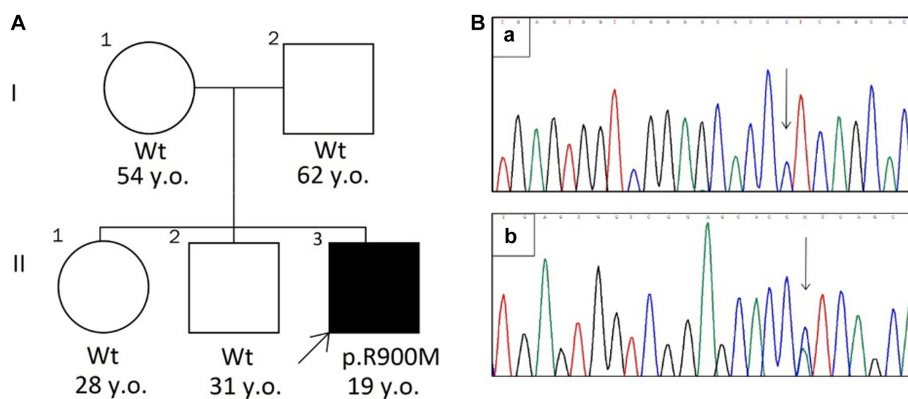 A
B
1
2
I
Wt
Wt
54 y.o.
62 y.o.
1
2
3
II
Wt
Wt
p.R900M
28 y.o.
31 y.o.
19 y.o.
a
b